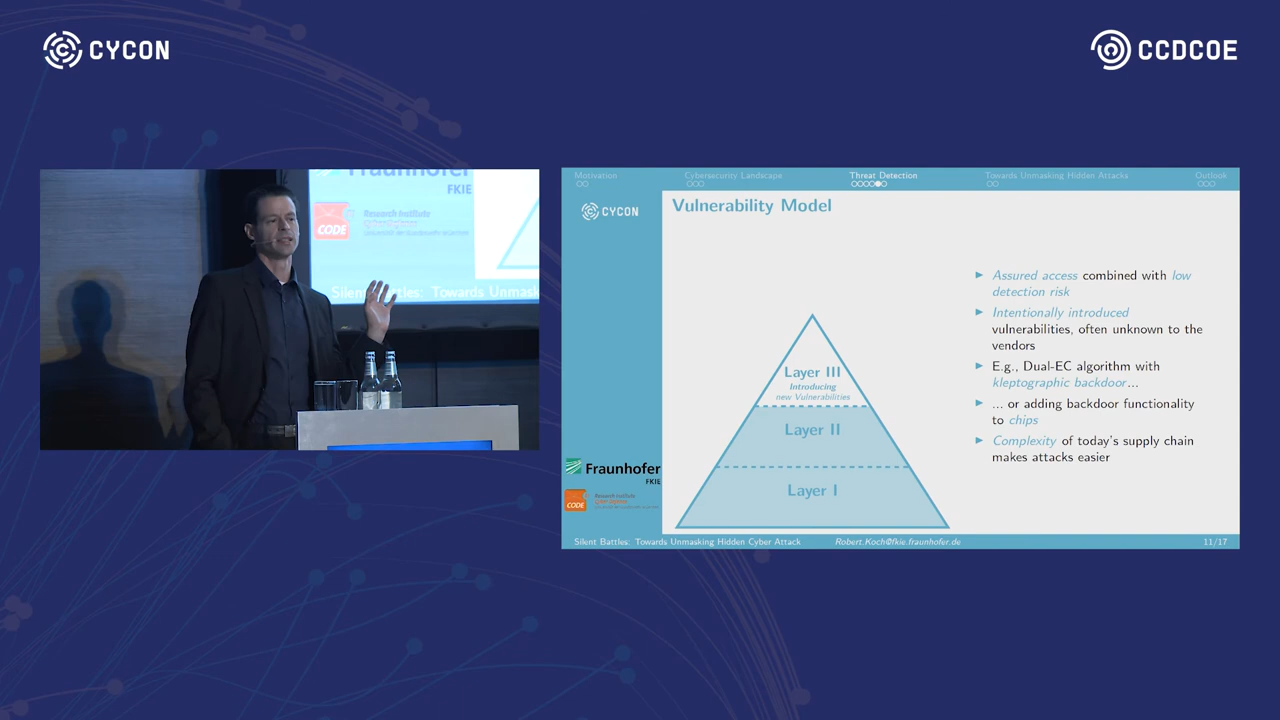 CYCON
CCDCOE
Fraunhofer
FKIE
CODE
Research Institute
Silent Battles: Towards Unmask
Motivation
Cybersecurity Landscape
Threat Detection
Towards Unmasking Hidden Attacks
Outlook
CYCON
Vulnerability Model
Layer III
Introducing
new Vulnerabilities
Layer II
Layer I
Assured access combined with low
detection risk
Intentionally introduced
vulnerabilities, often unknown to the
vendors
E.g., Dual-EC algorithm with
kleptographic backdoor...
... or adding backdoor functionality
to chips
Complexity of today's supply chain
makes attacks easier
Fraunhofer
FKIE
CODE
Research Institute
Silent Battles: Towards Unmasking Hidden Cyber Attack
Robert.Koch@fkie.fraunhofer.de
11/17